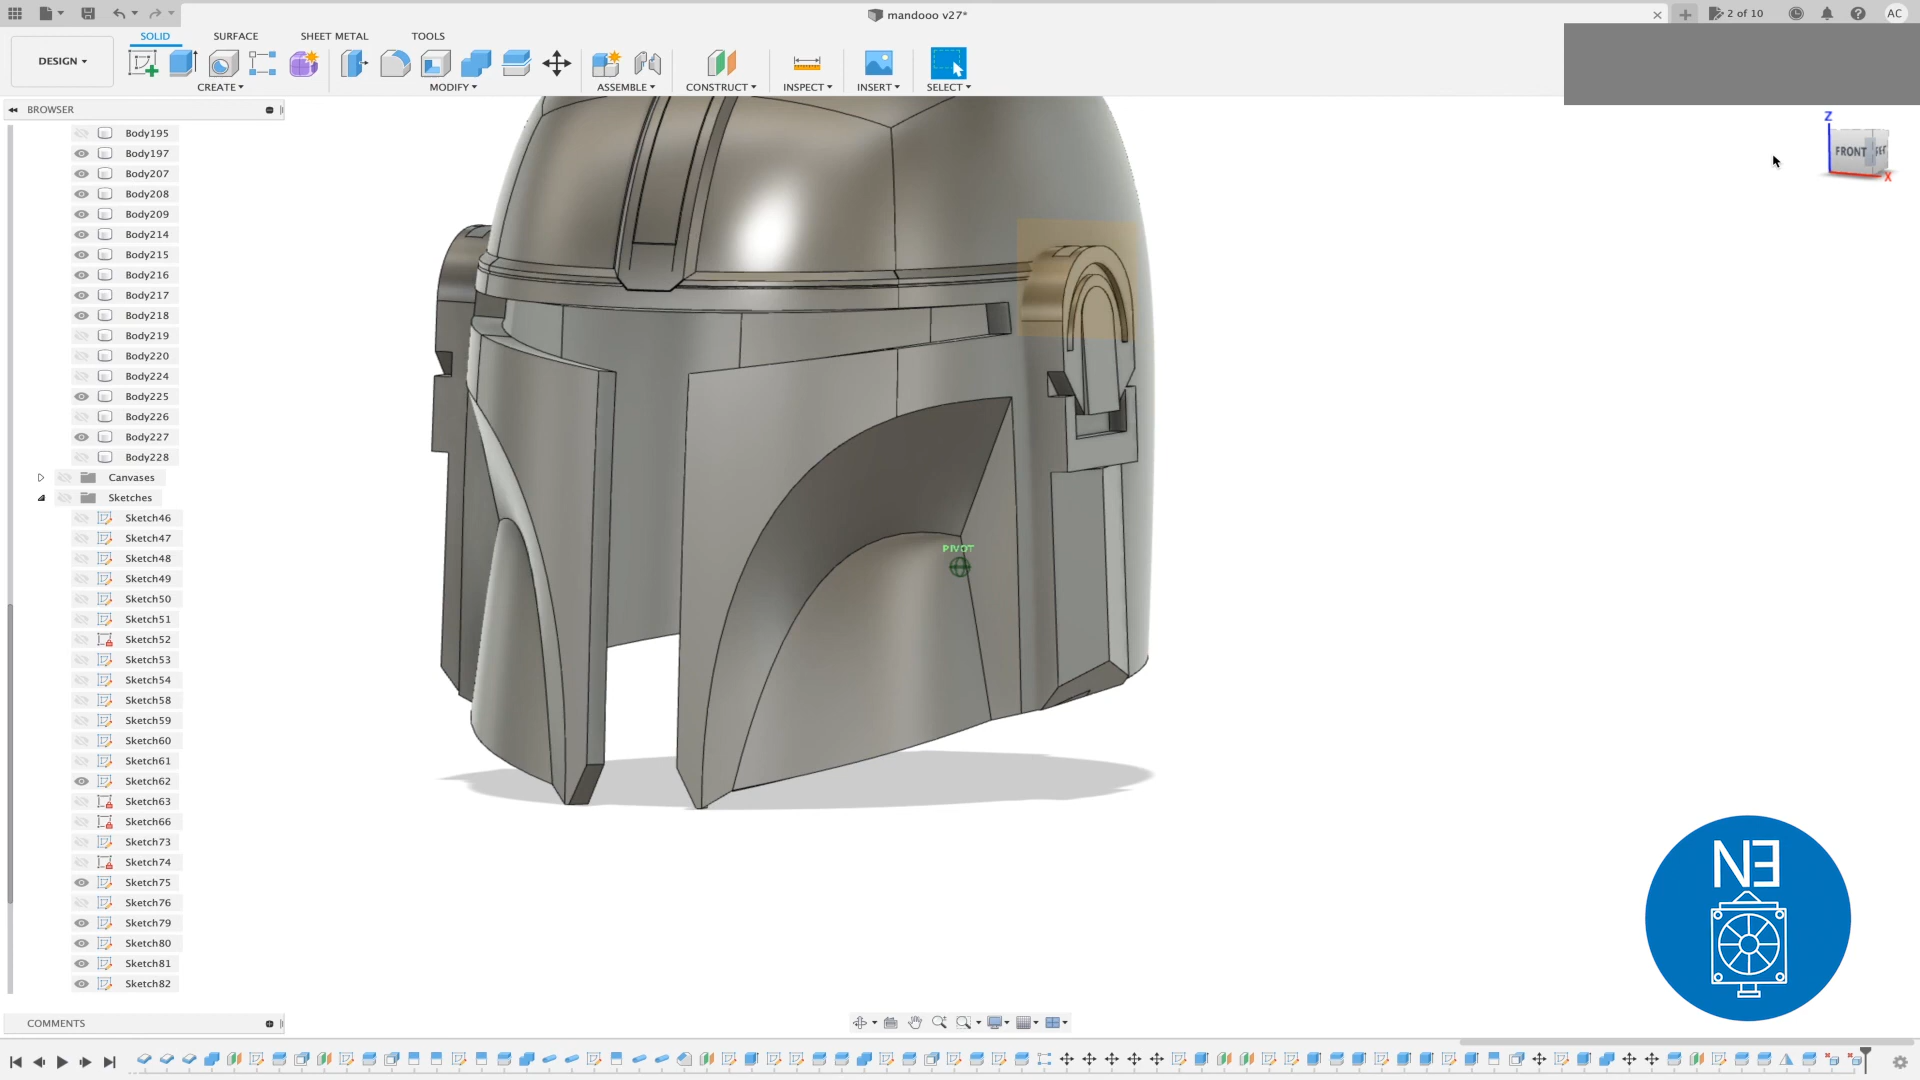 mandooo v27*
2 of 10
AC
DESIGN
SOLID
SURFACE
SHEET METAL
TOOLS
CREATE
MODIFY
ASSEMBLE
CONSTRUCT
INSPECT
INSERT
SELECT
BROWSER
Body195
Body197
Body207
Body208
Body209
Body214
Body215
Body216
Body217
Body218
Body219
Body220
Body224
Body225
Body226
Body227
Body228
Canvases
Sketches
Sketch46
Sketch47
Sketch48
Sketch49
Sketch50
Sketch51
Sketch52
Sketch53
Sketch54
Sketch58
Sketch59
Sketch60
Sketch61
Sketch62
Sketch63
Sketch66
Sketch73
Sketch74
Sketch75
Sketch76
Sketch79
Sketch80
Sketch81
Sketch82
COMMENTS
Z
FRONT
X
PIVOT